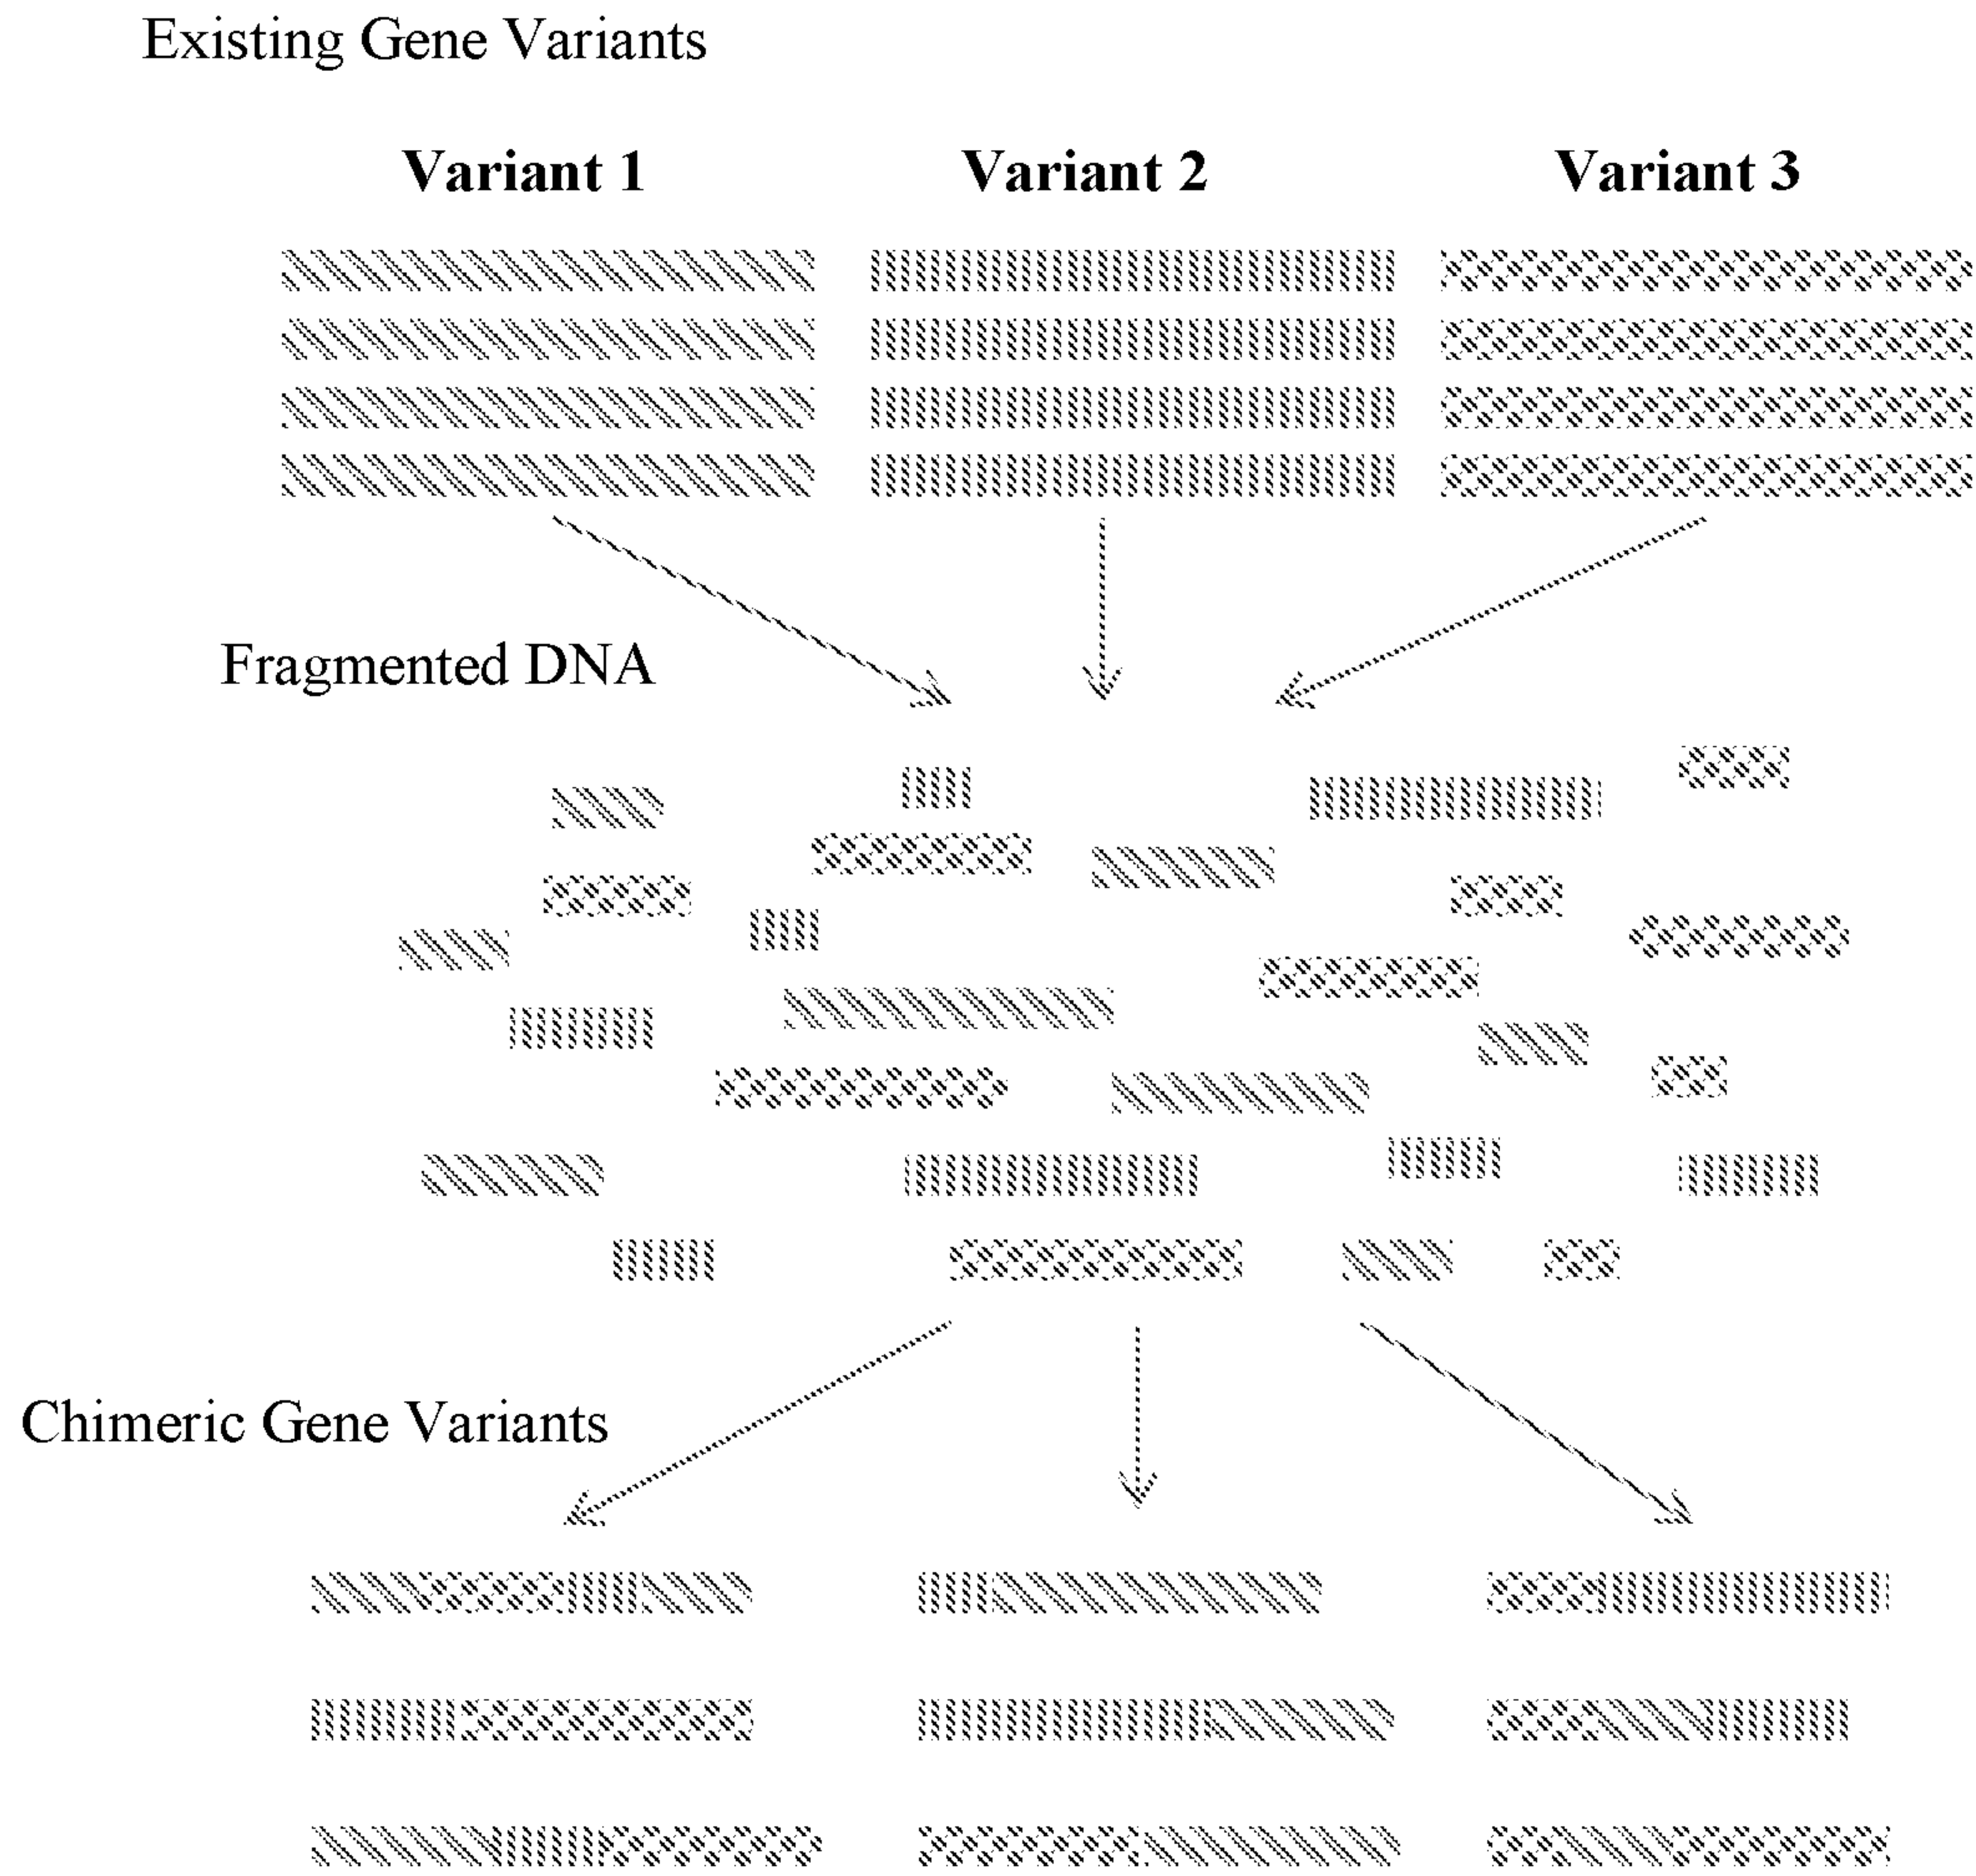 Existing Gene Variants
Variant 1 Variant 2 Variant 3
Fragmented DNA
Chimeric Gene Variants